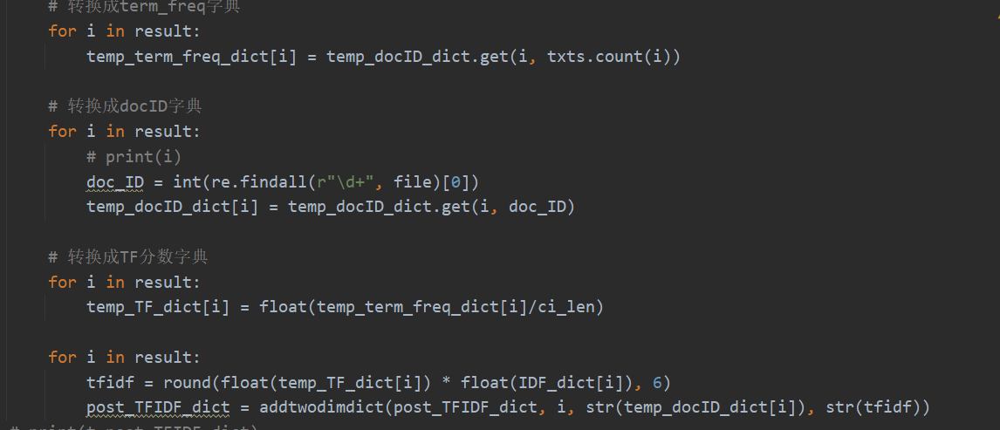 # 转换成term_freq字典
for i in result:
    temp_term_freq_dict[i] = temp_docID_dict.get(i, txts.count(i))
# 转换成docID字典
for i in result:
    # print(i)
    doc_ID = int(re.findall(r"\d+", file)[0])
    temp_docID_dict[i] = temp_docID_dict.get(i, doc_ID)
# 转换成TF分数字典
for i in result:
    temp_TF_dict[i] = float(temp_term_freq_dict[i]/ci_len)
for i in result:
    tfidf = round(float(temp_TF_dict[i]) * float(IDF_dict[i]), 6)
    post_TFIDF_dict = addtwodimdict(post_TFIDF_dict, i, str(temp_docID_dict[i]), str(tfidf))